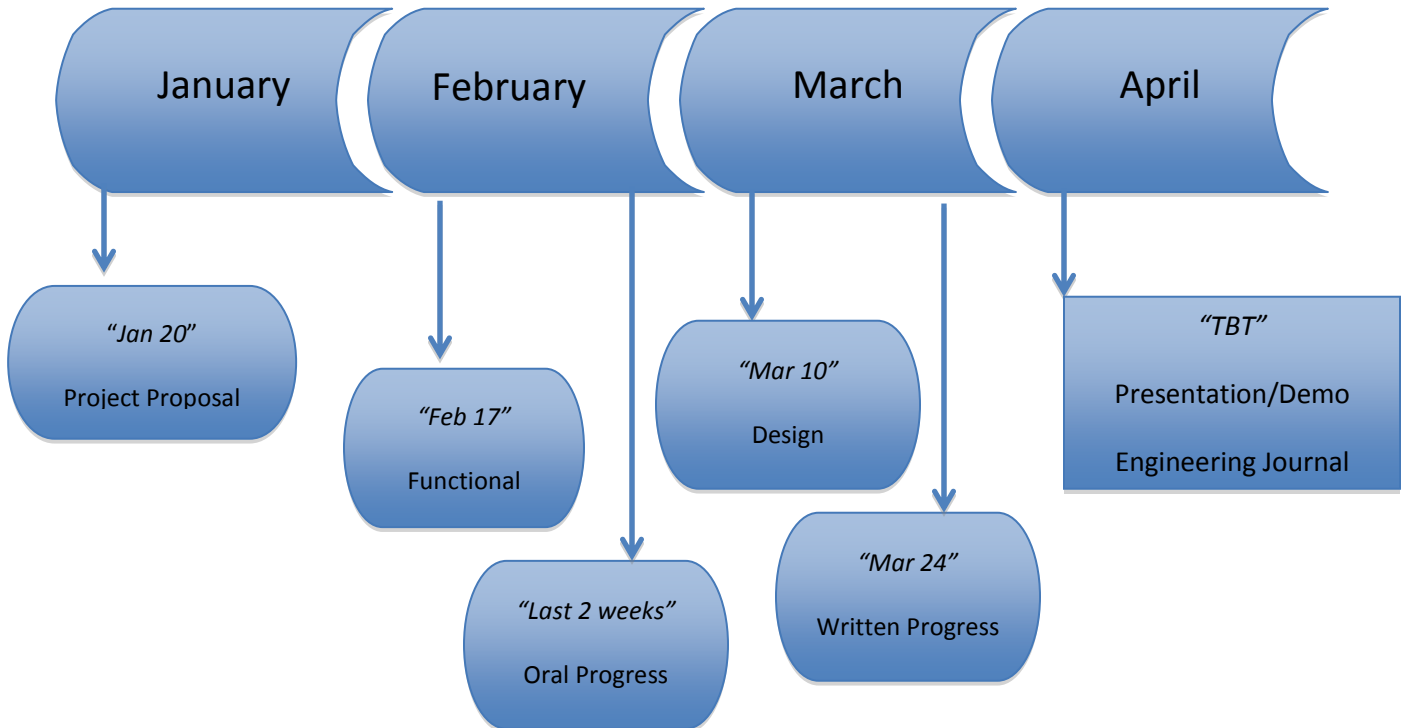 January
February
March
April
“Jan 20”
Project Proposal
“Feb 17”
Functional
“Last 2 weeks”
Oral Progress
“Mar 10”
Design
“Mar 24”
Written Progress
“TBT”
Presentation/Demo
Engineering Journal